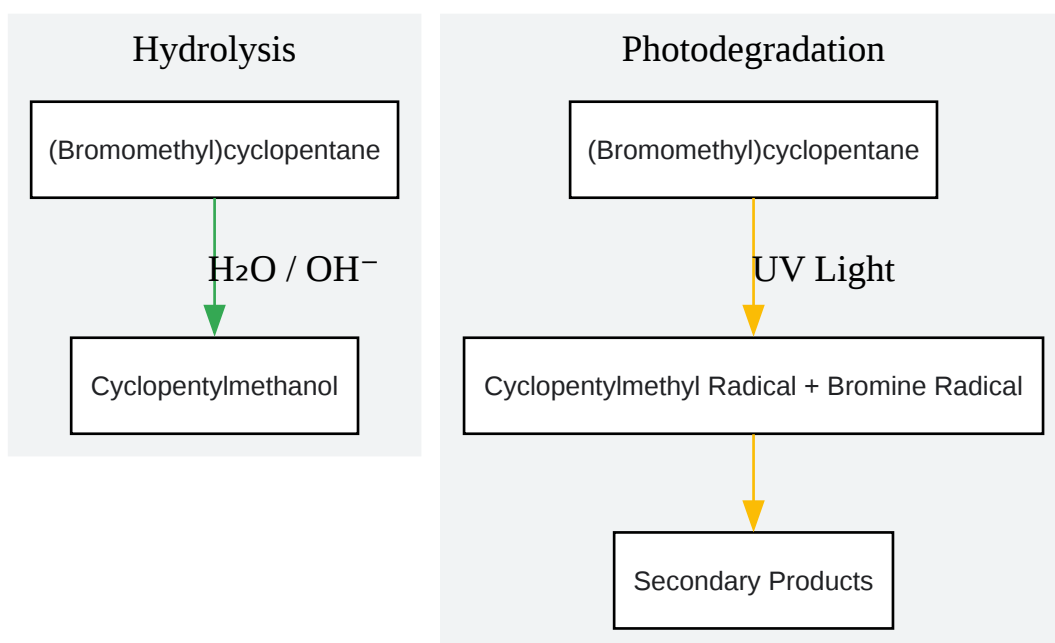 Hydrolysis
(Bromomethyl)cyclopentane
H₂O / OH⁻
Cyclopentylmethanol
Photodegradation
(Bromomethyl)cyclopentane
UV Light
Cyclopentylmethyl Radical + Bromine Radical
Secondary Products